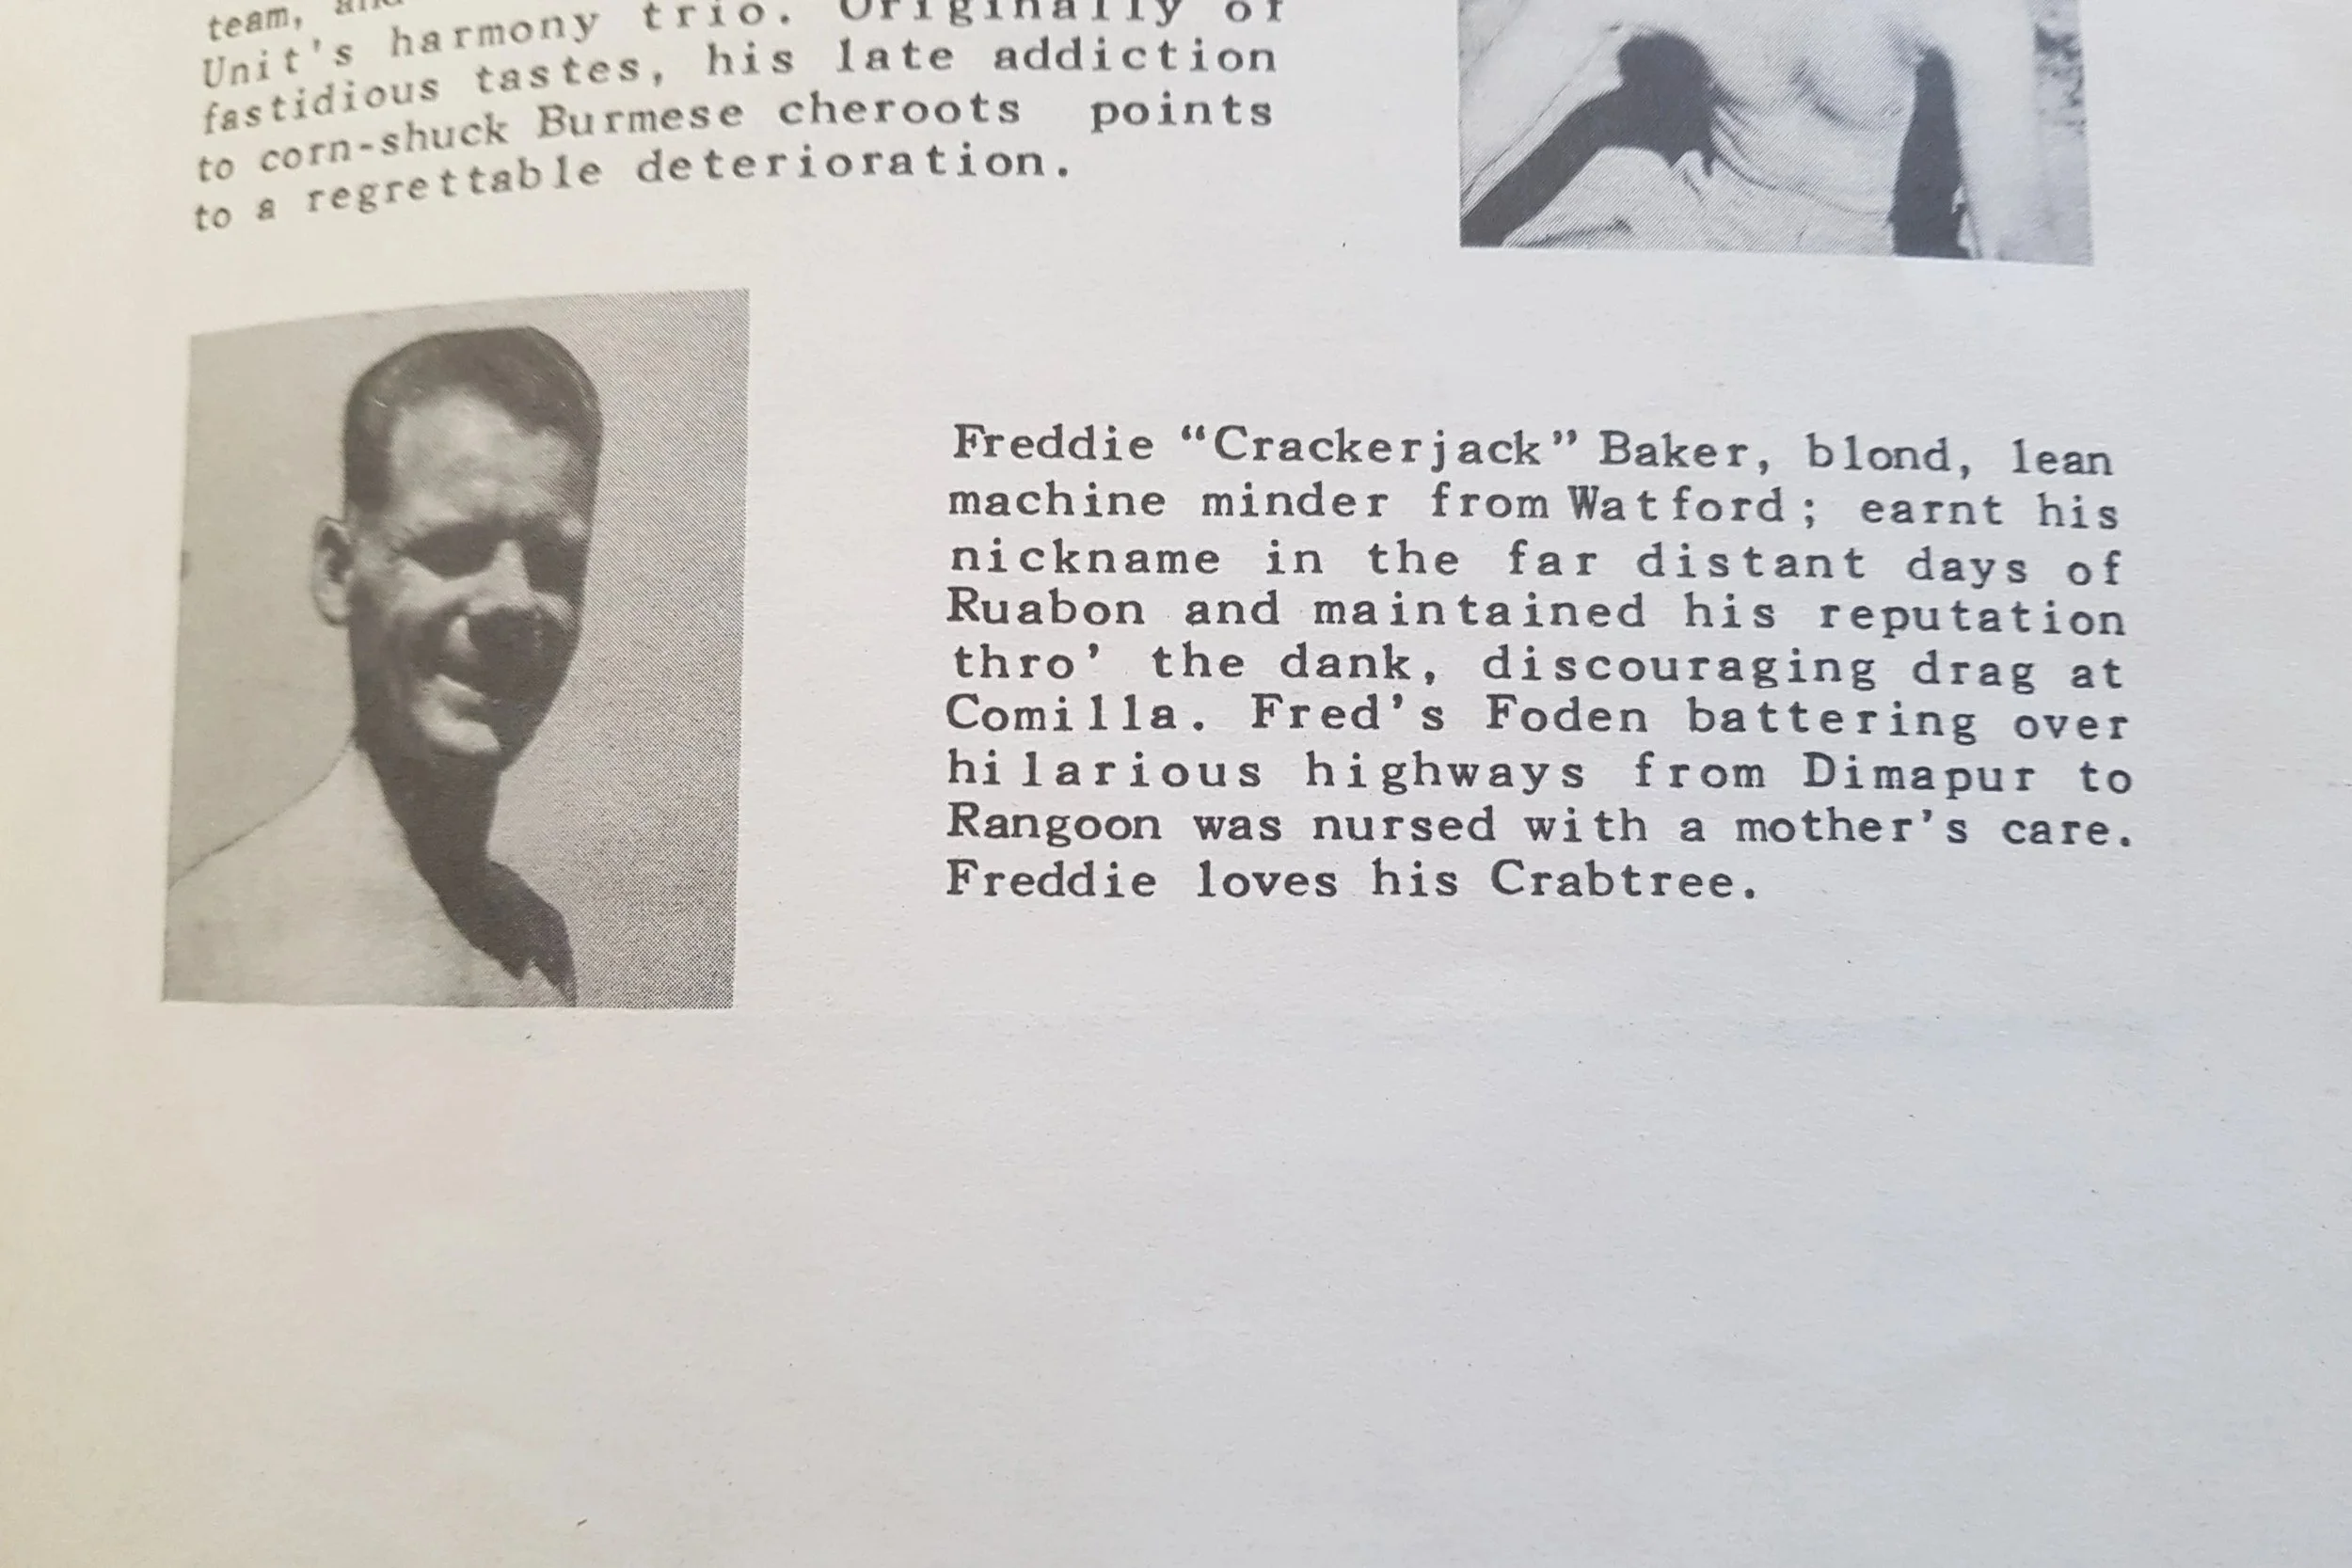 team, and
Unit's harmony trio. Originally of
fastidious tastes, his late addiction
to corn-shuck Burmese cheroots points
to a regrettable deterioration.
Freddie “Crackerjack” Baker, blond, lean
machine minder from Watford; earnt his
nickname in the far distant days of
Ruabon and maintained his reputation
thro’ the dank, discouraging drag at
Comilla. Fred’s Foden battering over
hilarious highways from Dimapur to
Rangoon was nursed with a mother’s care.
Freddie loves his Crabtree.